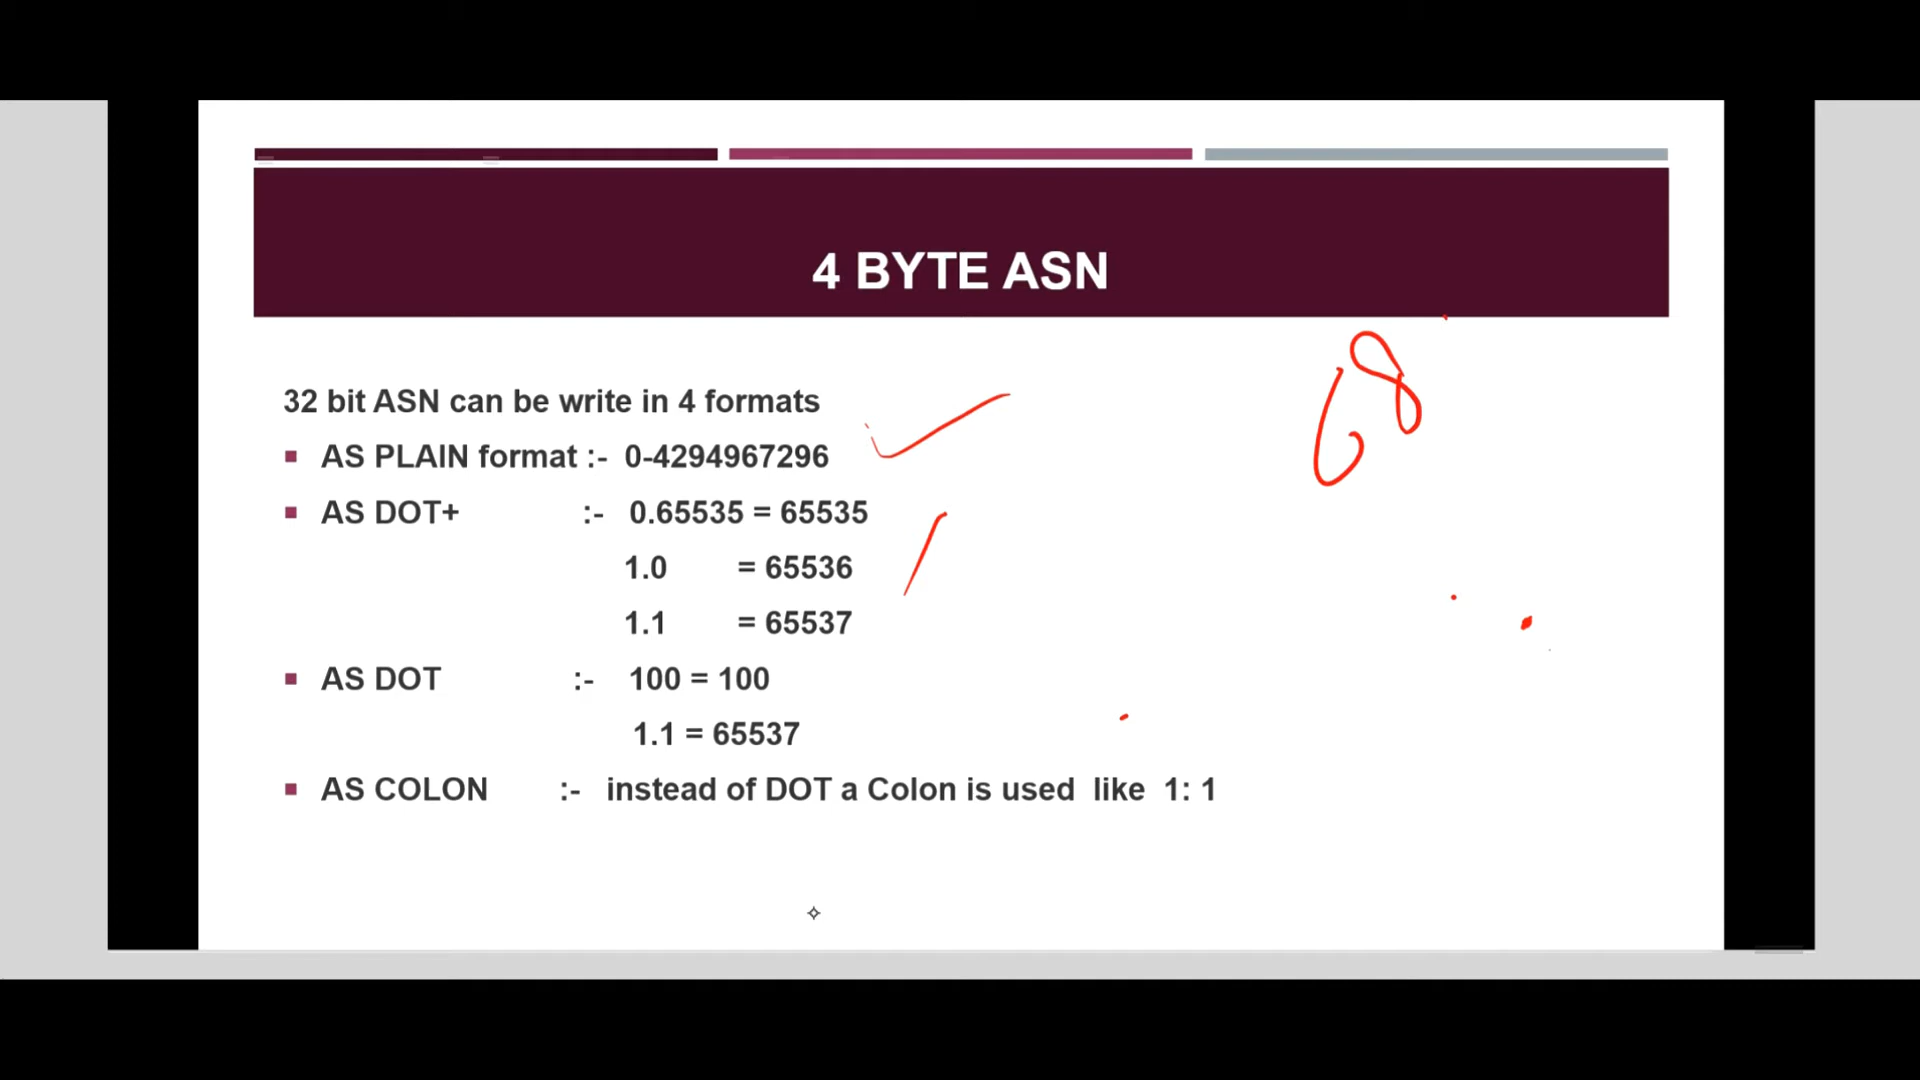 4 BYTE ASN
32 bit ASN can be write in 4 formats
AS PLAIN format :- 0-4294967296
AS DOT+ :- 0.65535 = 65535
1.0 = 65536
1.1 = 65537
AS DOT :- 100 = 100
1.1 = 65537
AS COLON :- instead of DOT a Colon is used like 1: 1